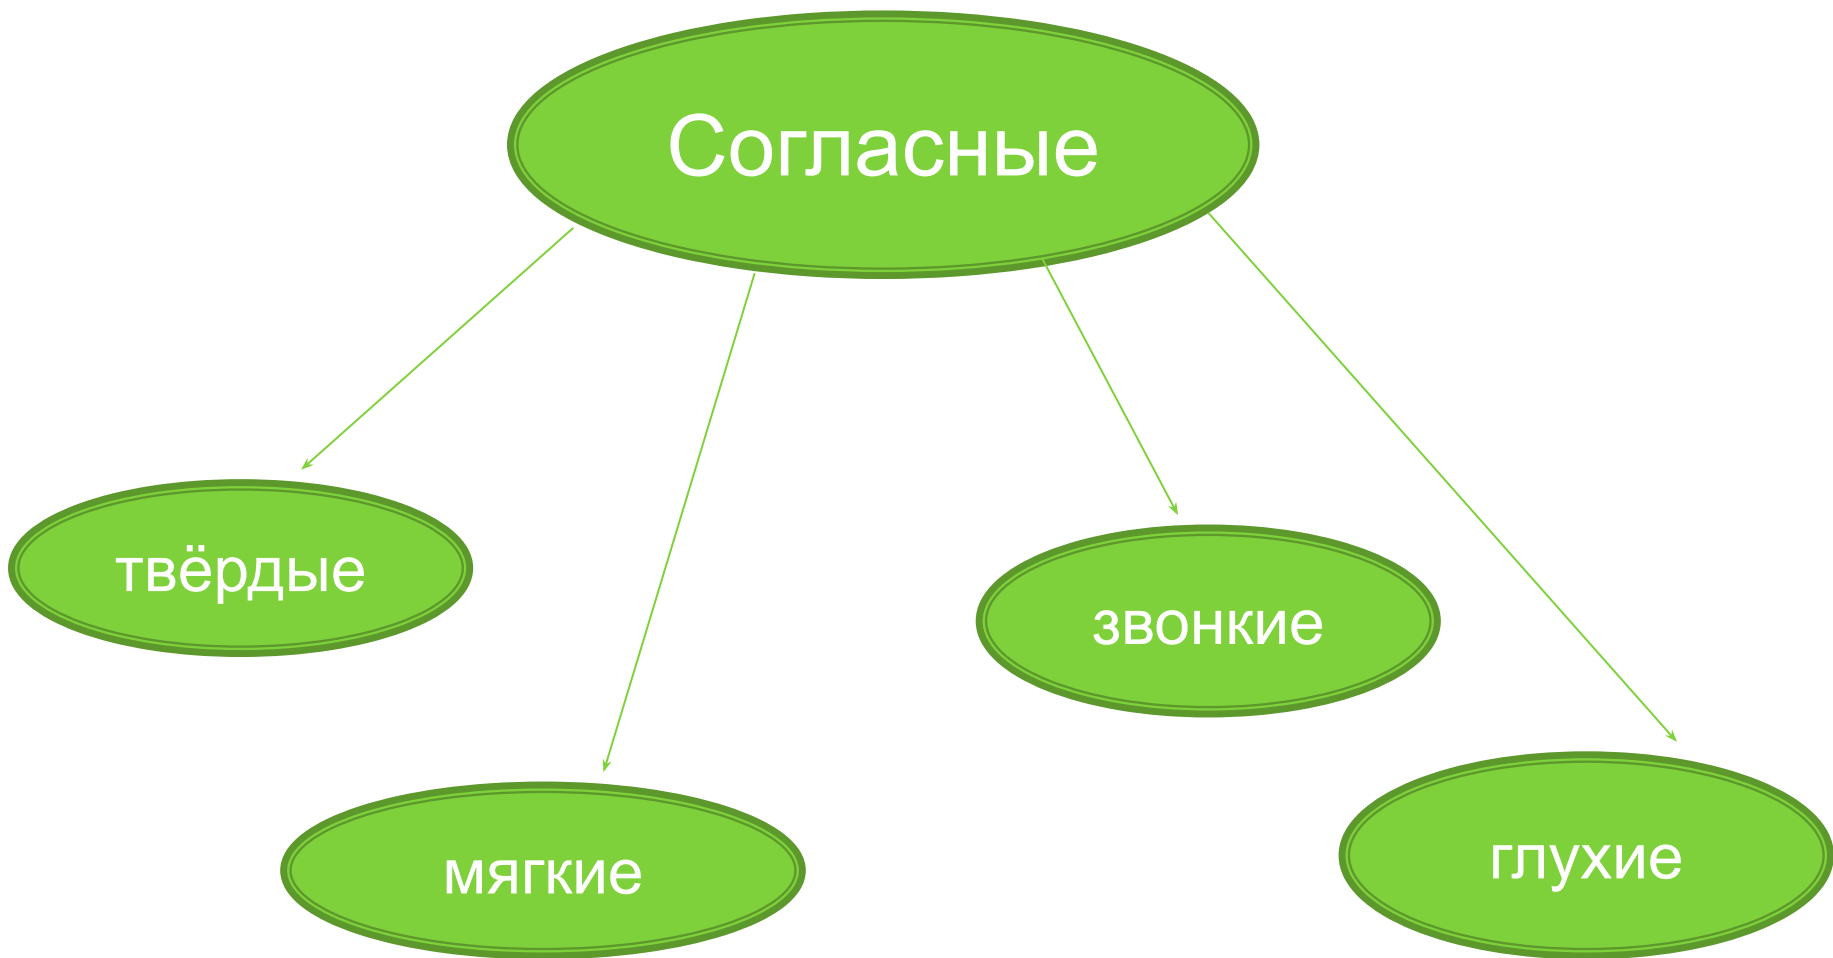 Согласные
твёрдые
звонкие
мягкие
глухие